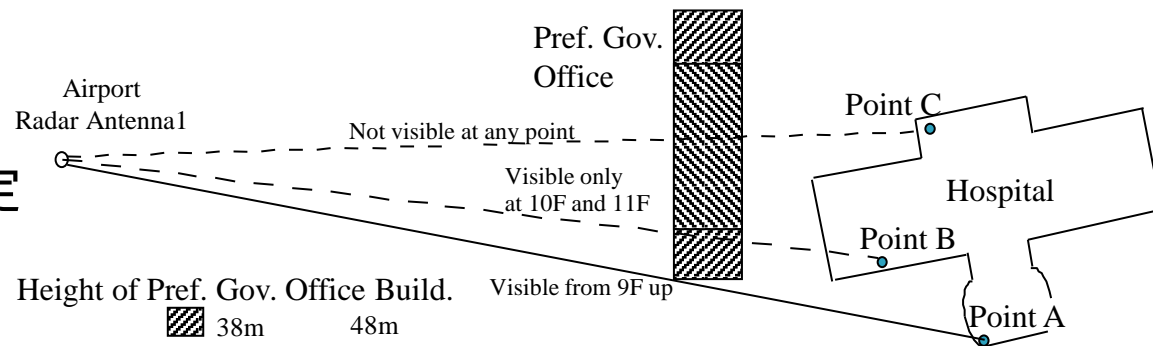 Pref. Gov.
Office
Airport
Radar Antenna1
Point C
Not visible at any point
Visible only
at 10F and 11F
Hospital
Point B
Height of Pref. Gov. Office Build.
Visible from 9F up
38m
48m
Point A